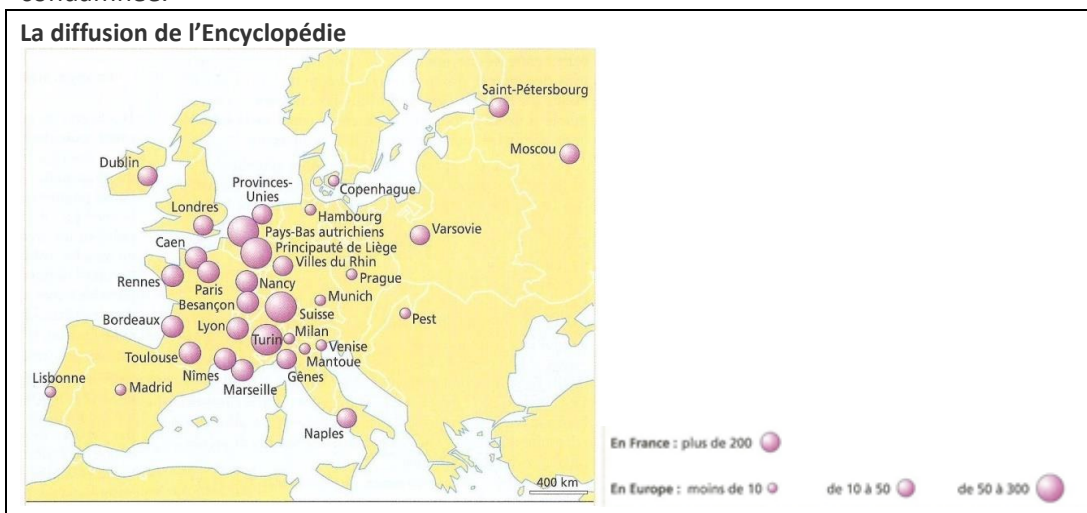 La diffusion de l’Encyclopédie
Saint-Pétersbourg
Moscou
Dublin
Copenhague
Provinces-
Unies
Londres
Hambourg
Varsovie
Pays-Bas autrichiens
Caen
Principauté de Liège
Villes du Rhin
Prague
Rennes
Paris
Nancy
Besançon
Munich
Suisse
Pest
Bordeaux
Lyon
Milan
Turin
Venise
Toulouse
Mantoue
Lisbonne
Madrid
Nîmes
Gênes
Marseille
Naples
400 km
En France : plus de 200
En Europe : moins de 10 de 10 à 50 de 50 à 300